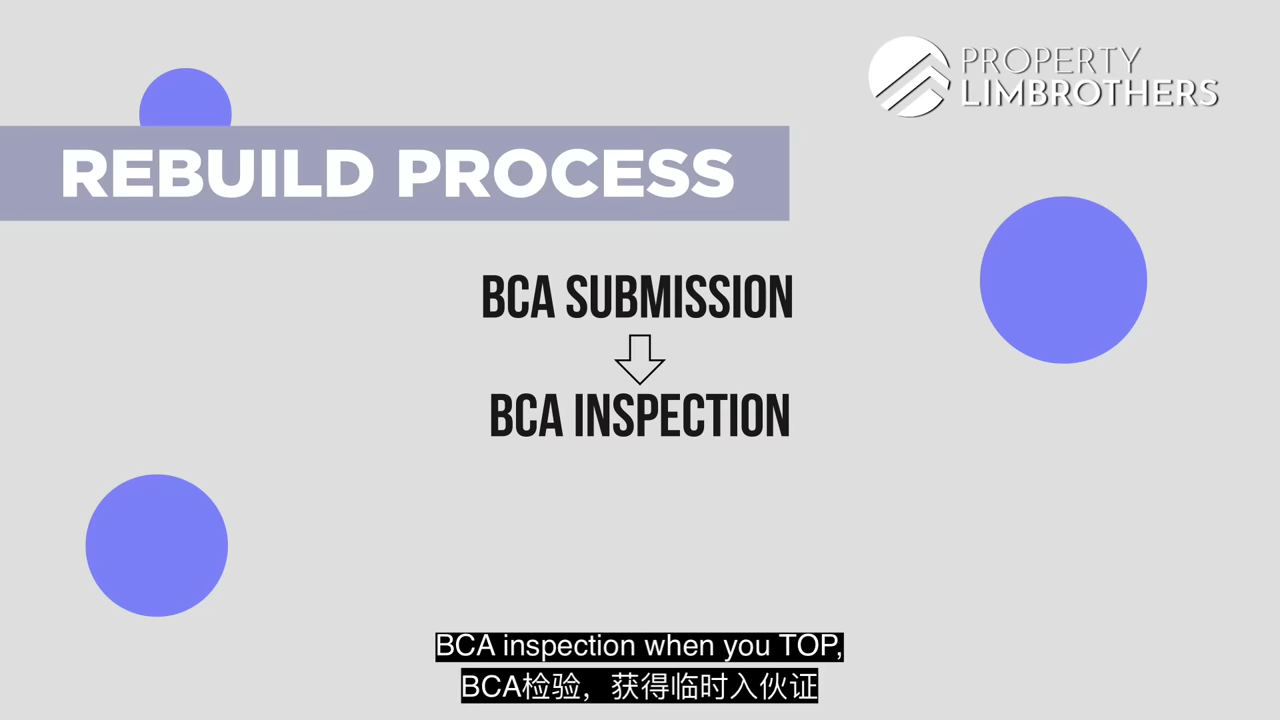 PROPERTY
LIMBROTHERS
REBUILD PROCESS
BCA SUBMISSION
BCA INSPECTION
BCA inspection when you TOP,
BCA检验，获得临时入伙证